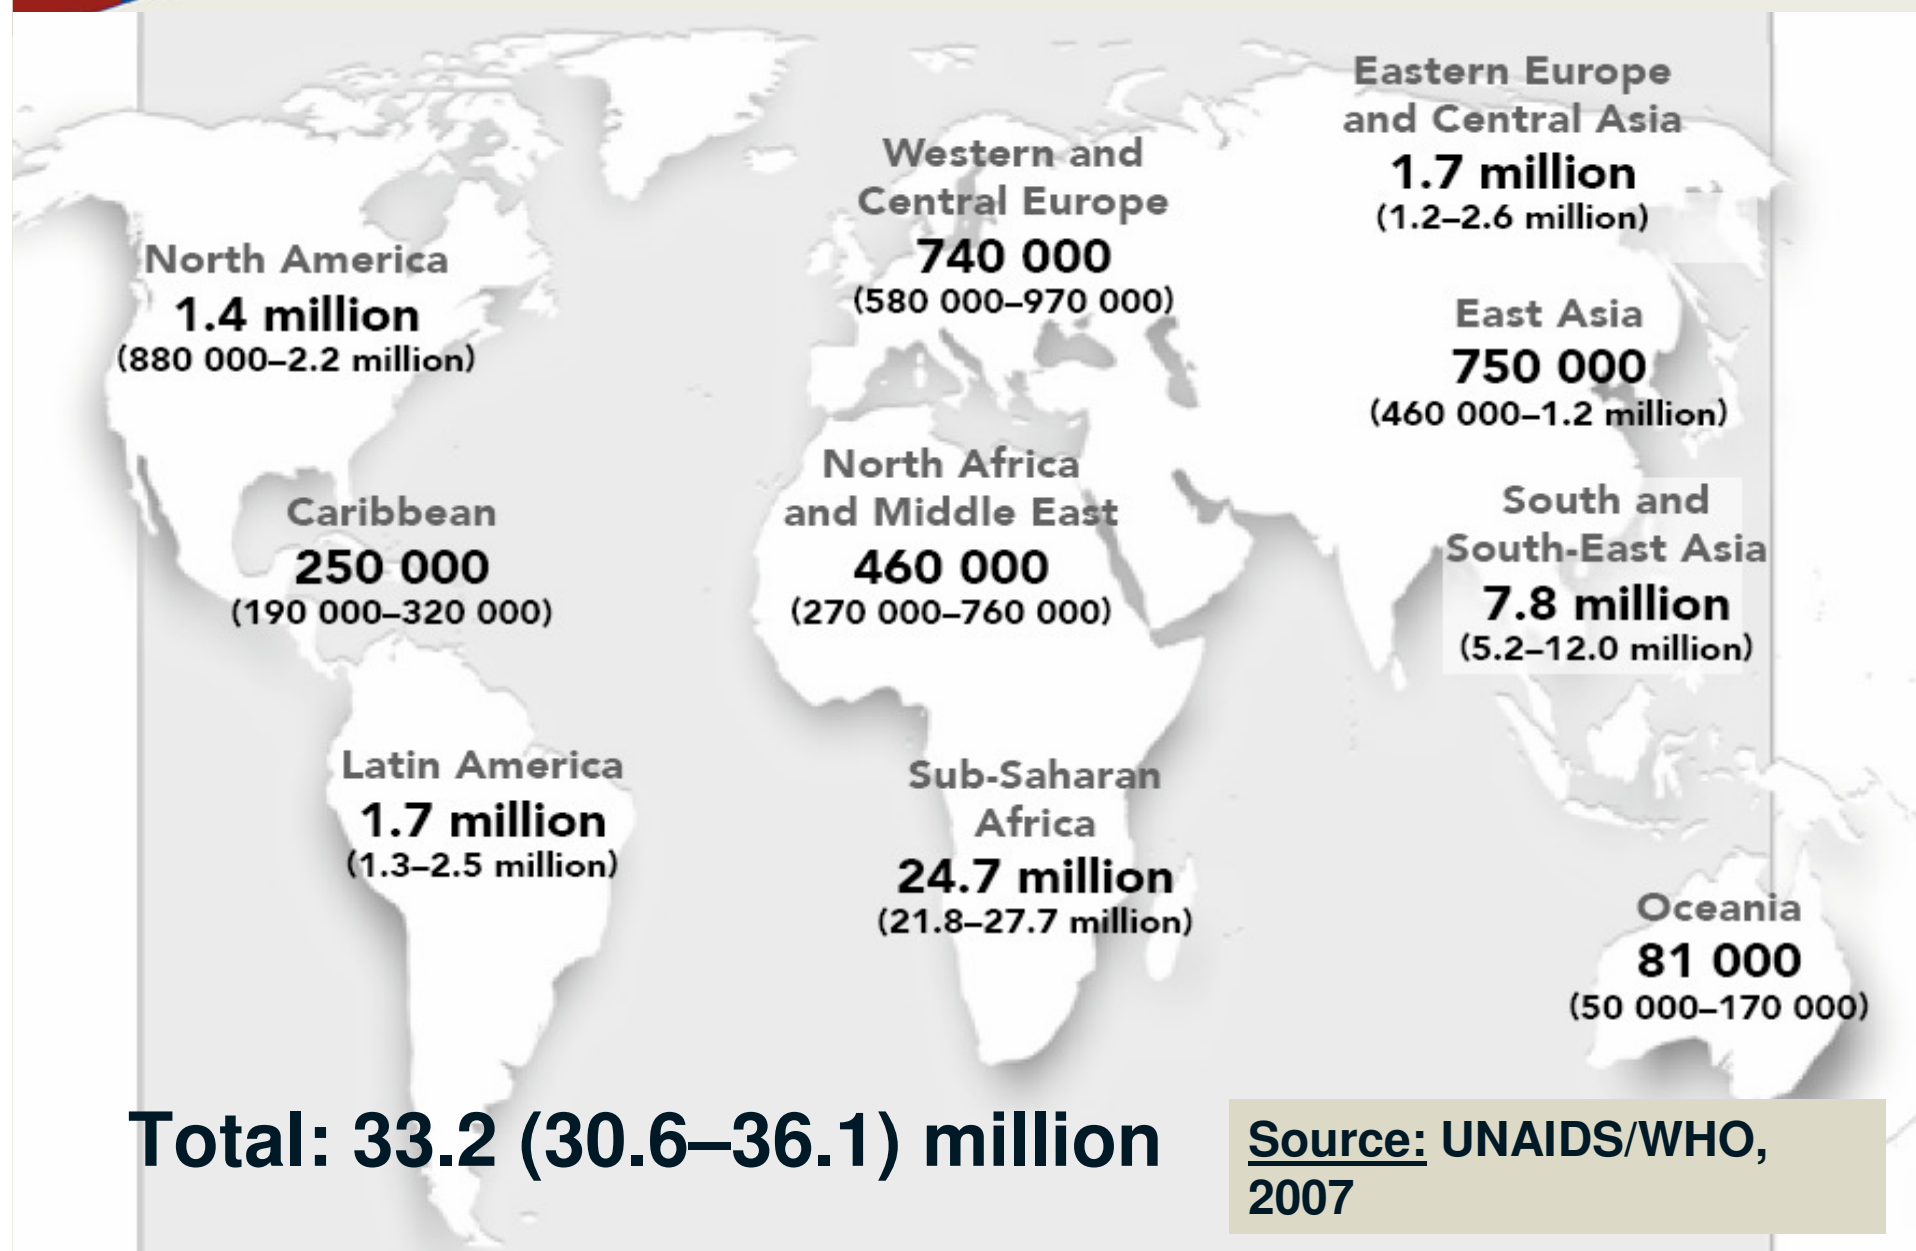 Eastern Europe
and Central Asia
1.7 million
(1.2–2.6 million)
Western and
Central Europe
740 000
(580 000–970 000)
North America
1.4 million
(880 000–2.2 million)
East Asia
750 000
(460 000–1.2 million)
North Africa
and Middle East
460 000
(270 000–760 000)
Caribbean
250 000
(190 000–320 000)
South and
South-East Asia
7.8 million
(5.2–12.0 million)
Latin America
1.7 million
(1.3–2.5 million)
Sub-Saharan
Africa
24.7 million
(21.8–27.7 million)
Oceania
81 000
(50 000–170 000)
Total: 33.2 (30.6–36.1) million
Source: UNAIDS/WHO,
2007